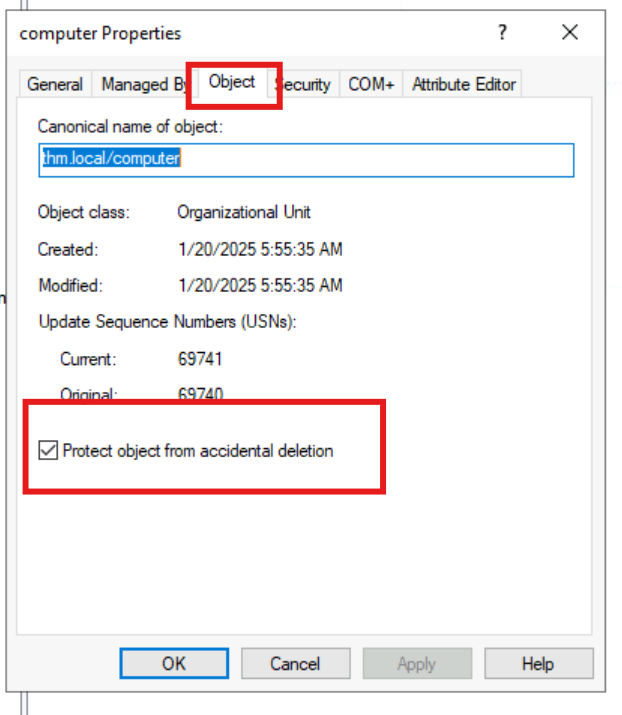 computer Properties
? X
General Managed By Object Security COM+ Attribute Editor
Canonical name of object:
thm.local/computer
Object class: Organizational Unit
Created: 1/20/2025 5:55:35 AM
Modified: 1/20/2025 5:55:35 AM
Update Sequence Numbers (USNs):
Current: 69741
Original: 69740
Protect object from accidental deletion
OK Cancel Apply Help